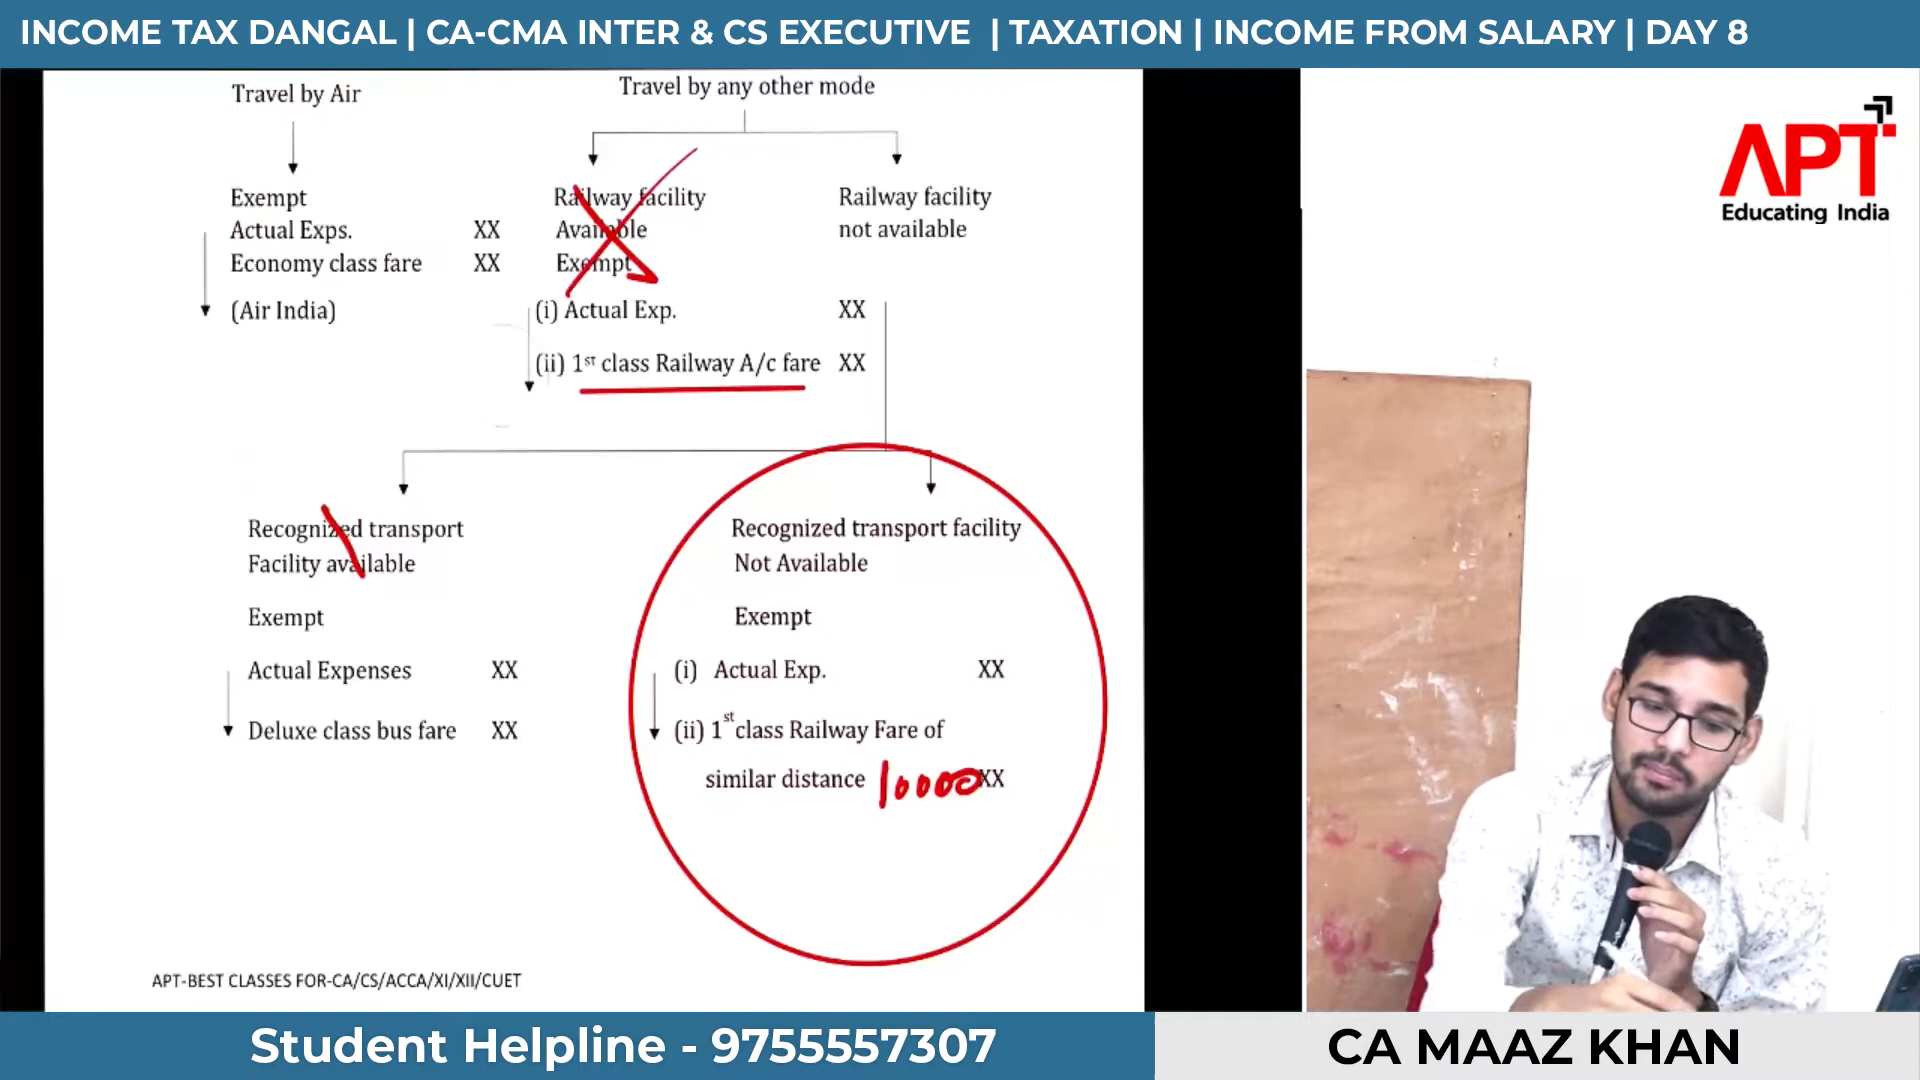 INCOME TAX DANGAL | CA-CMA INTER & CS EXECUTIVE | TAXATION | INCOME FROM SALARY | DAY 8
APT
Educating India
Travel by Air
Travel by any other mode
Exempt
Actual Exps. XX
Economy class fare XX
(Air India)
Railway facility
Available
Exempt
(i) Actual Exp. XX
(ii) 1st class Railway A/c fare XX
Railway facility
not available
Recognized transport
Facility available
Exempt
Actual Expenses XX
Deluxe class bus fare XX
Recognized transport facility
Not Available
Exempt
(i) Actual Exp. XX
(ii) 1st class Railway Fare of
similar distance 10000 XX
APT-BEST CLASSES FOR-CA/CS/ACCA/XI/XII/CUET
Student Helpline - 9755557307
CA MAAZ KHAN